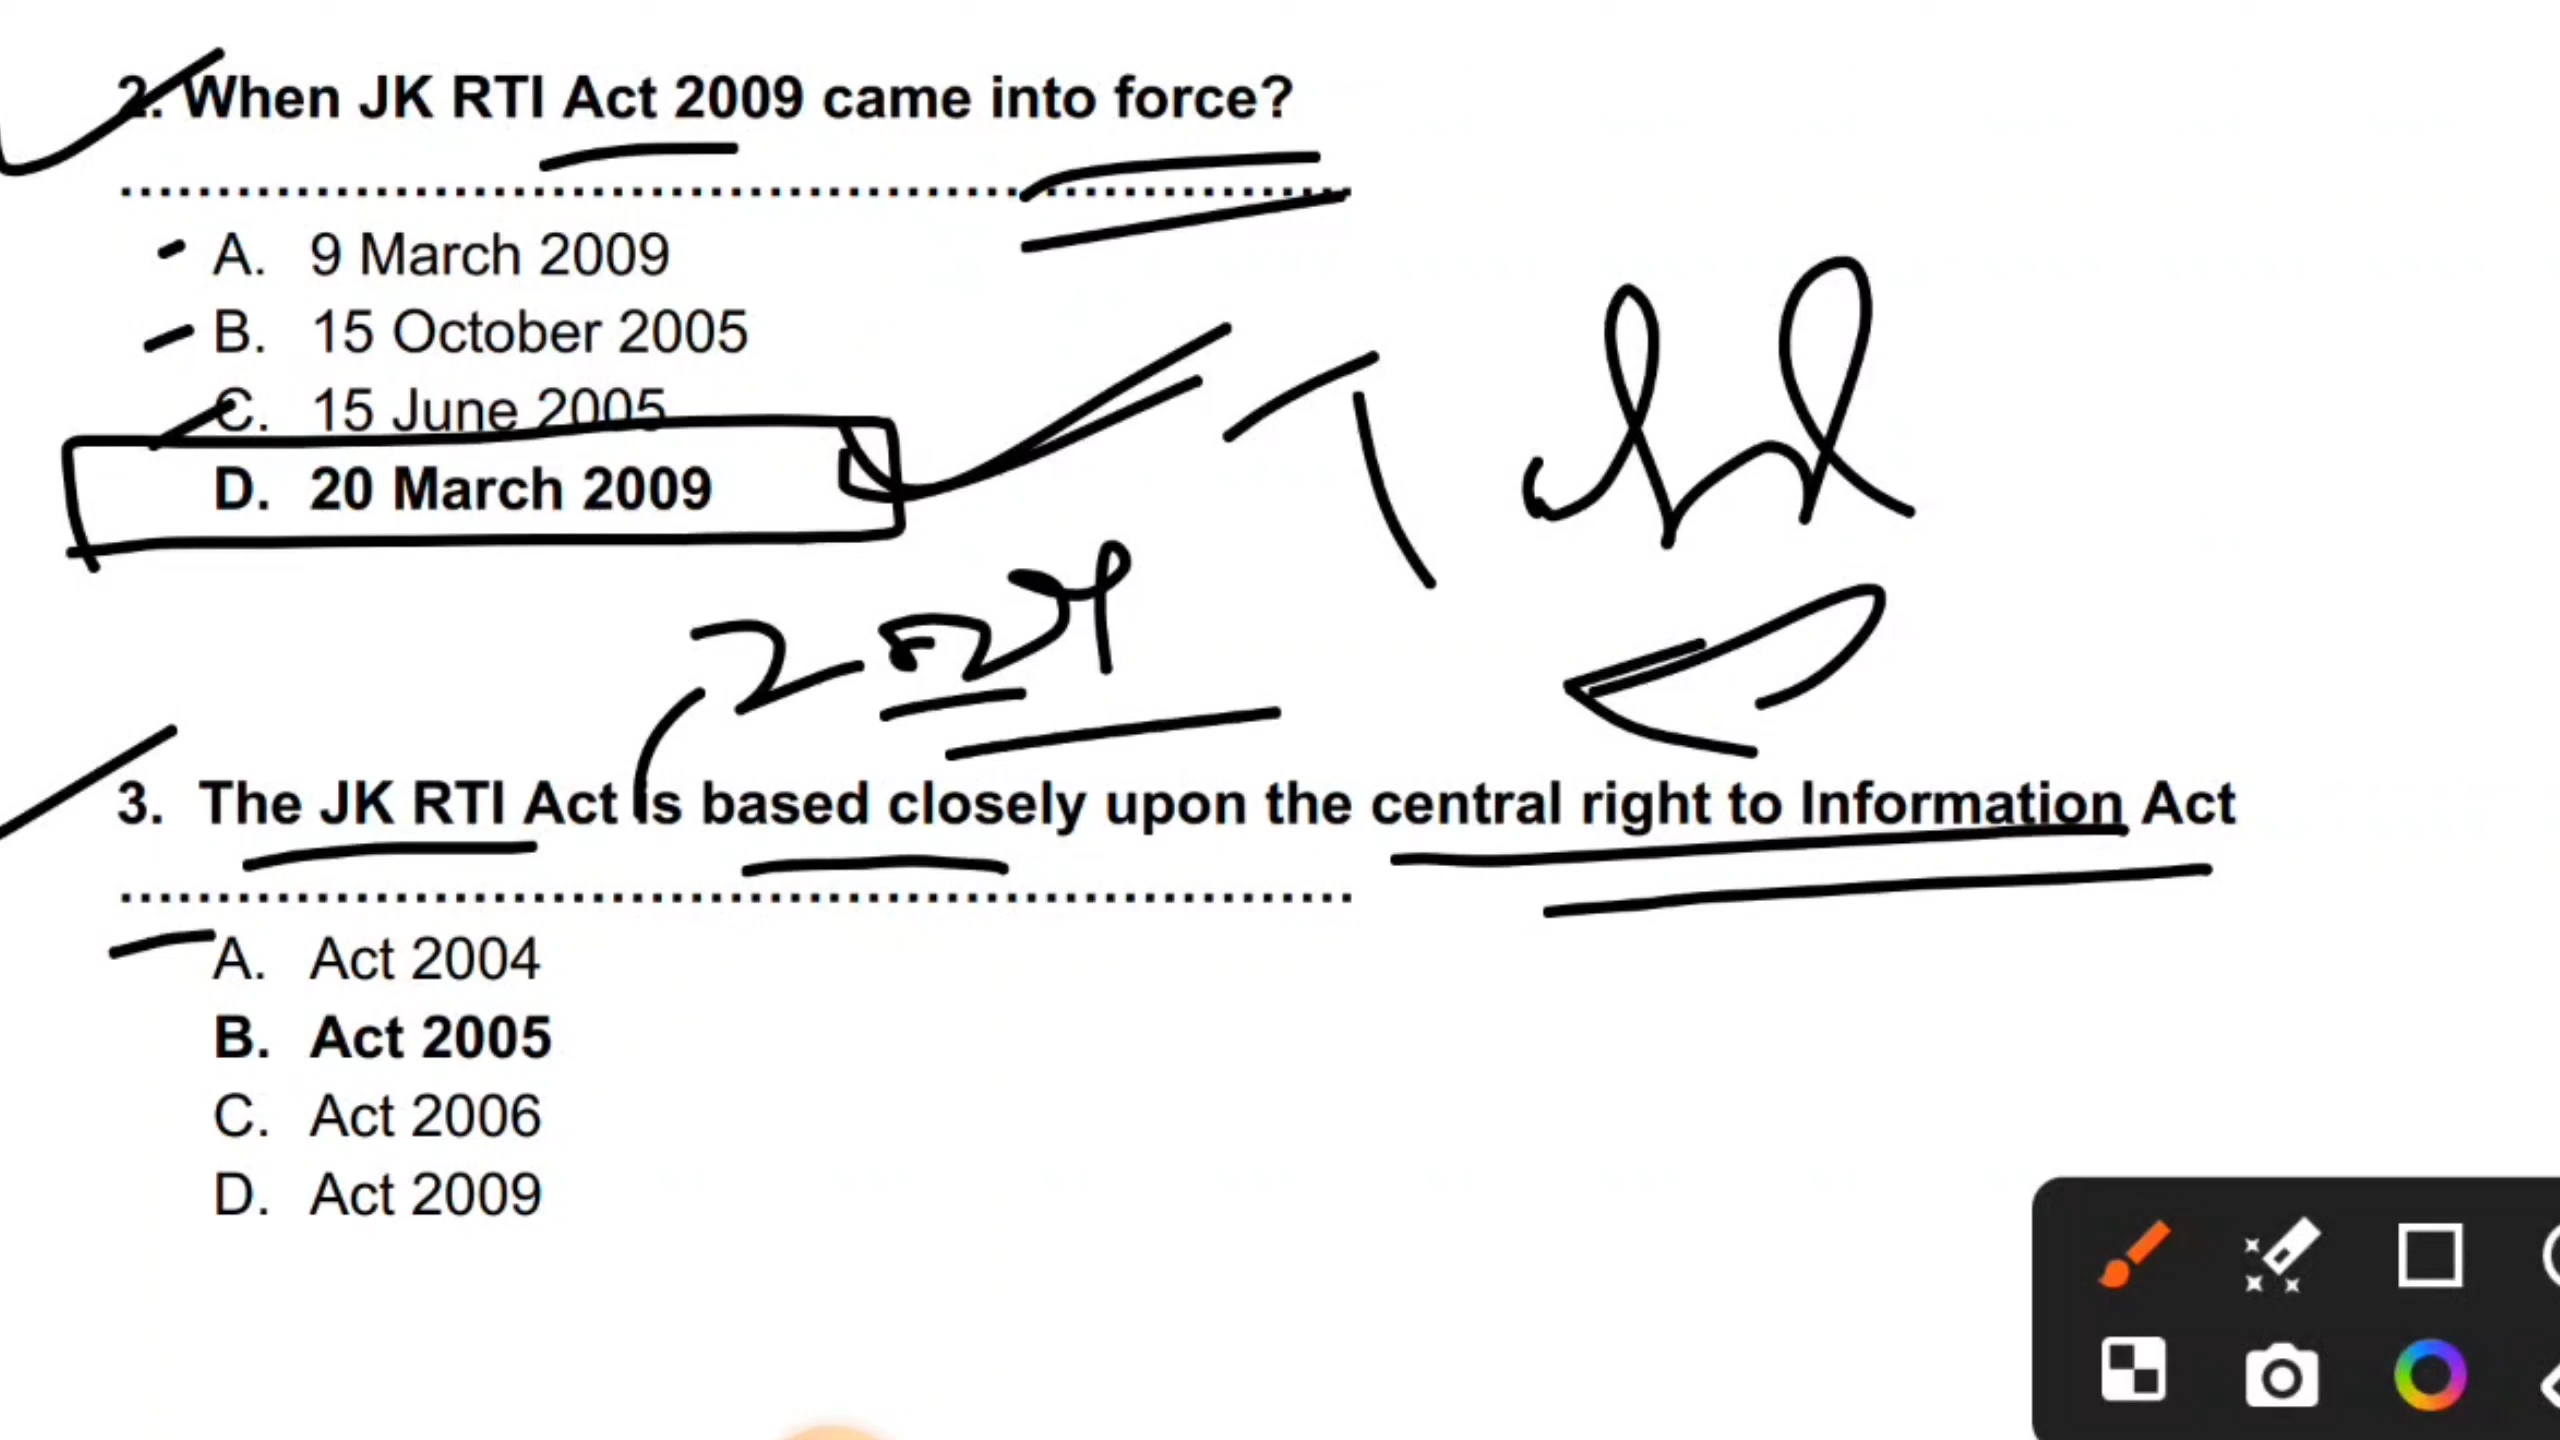 2. When JK RTI Act 2009 came into force?
A. 9 March 2009
B. 15 October 2005
C. 15 June 2005
D. 20 March 2009
3. The JK RTI Act is based closely upon the central right to Information Act
A. Act 2004
B. Act 2005
C. Act 2006
D. Act 2009